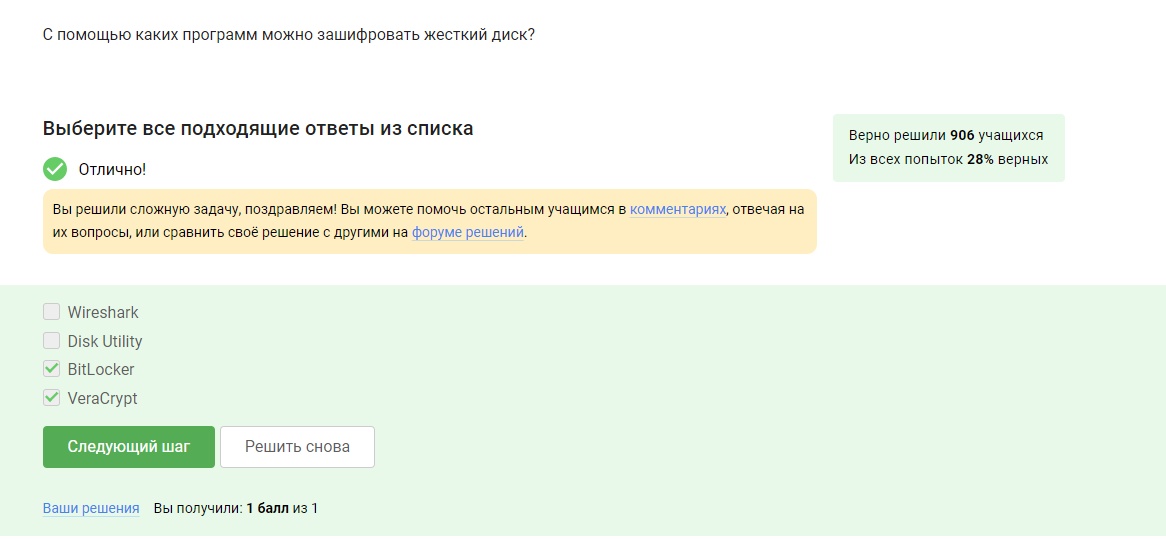 С помощью каких программ можно зашифровать жесткий диск?
Выберите все подходящие ответы из списка
Верно решили 906 учащихся
Из всех попыток 28% верных
Отлично!
Вы решили сложную задачу, поздравляем! Вы можете помочь остальным учащимся в комментариях, отвечая на
их вопросы, или сравнить своё решение с другими на форуме решений.
Wireshark
Disk Utility
BitLocker
VeraCrypt
Следующий шаг
Решить снова
Ваши решения Вы получили: 1 балл из 1